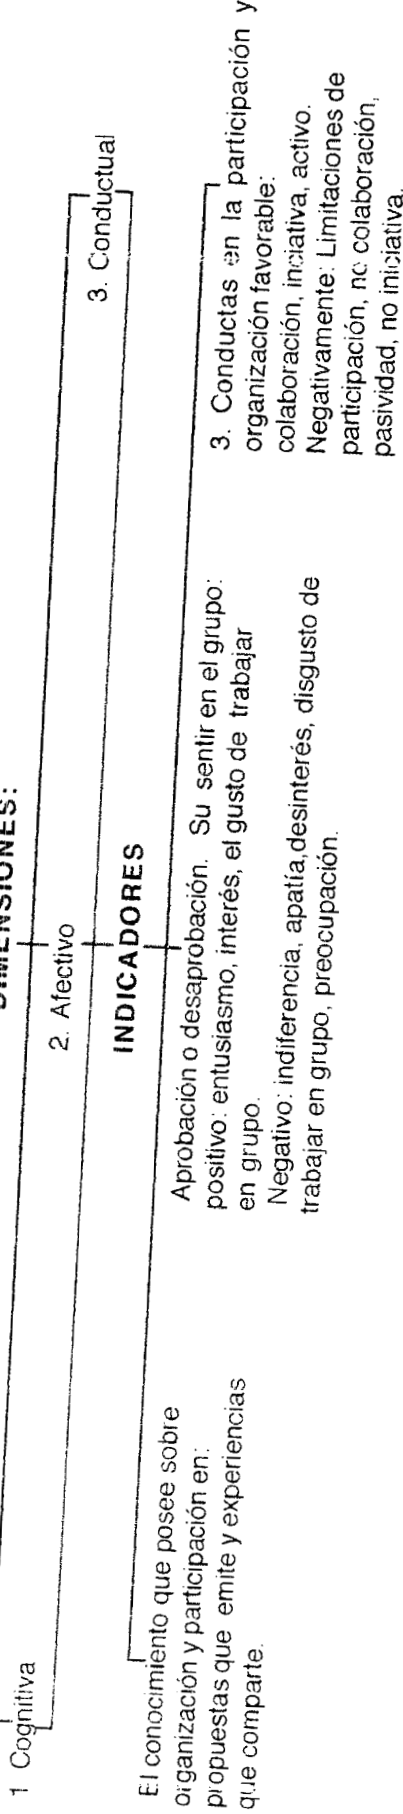 DIMENSIONES:
1 Cognitiva
2. Afectivo
3. Conductual
INDICADORES
El conocimiento que posee sobre
organización y participación en:
propuestas que emite y experiencias
que comparte.
Aprobación o desaprobación. Su sentir en el grupo:
positivo: entusiasmo, interés, el gusto de trabajar
en grupo.
Negativo: indiferencia, apatía,desinterés, disgusto de
trabajar en grupo, preocupación.
3. Conductas en la participación y
organización favorable:
colaboración, iniciativa, activo.
Negativamente: Limitaciones de
participación, no colaboración,
pasividad, no iniciativa.